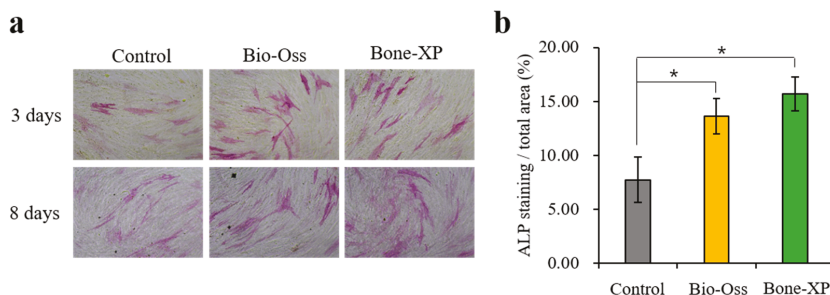 a
Control Bio-Oss Bone-XP
3 days
8 days
b
ALP staining / total area (%)
20.00
15.00
10.00
5.00
0.00
*
*
Control Bio-Oss Bone-XP